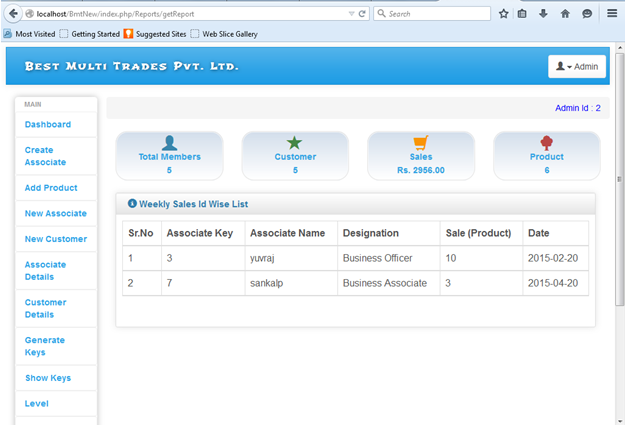 localhost/BmtNew/index.php/Reports/getReport
Search
Most Visited Getting Started Suggested Sites Web Slice Gallery
Best Multi Trades Pvt. Ltd.
Admin
MAIN
Dashboard
Create
Associate
Add Product
New Associate
New Customer
Associate
Details
Customer
Details
Generate
Keys
Show Keys
Level
Admin Id : 2
Total Members
5
Customer
5
Sales
Rs. 2956.00
Product
6
Weekly Sales Id Wise List
Sr.No Associate Key Associate Name Designation Sale (Product) Date
1 3 yuvraj Business Officer 10 2015-02-20
2 7 sankalp Business Associate 3 2015-04-20